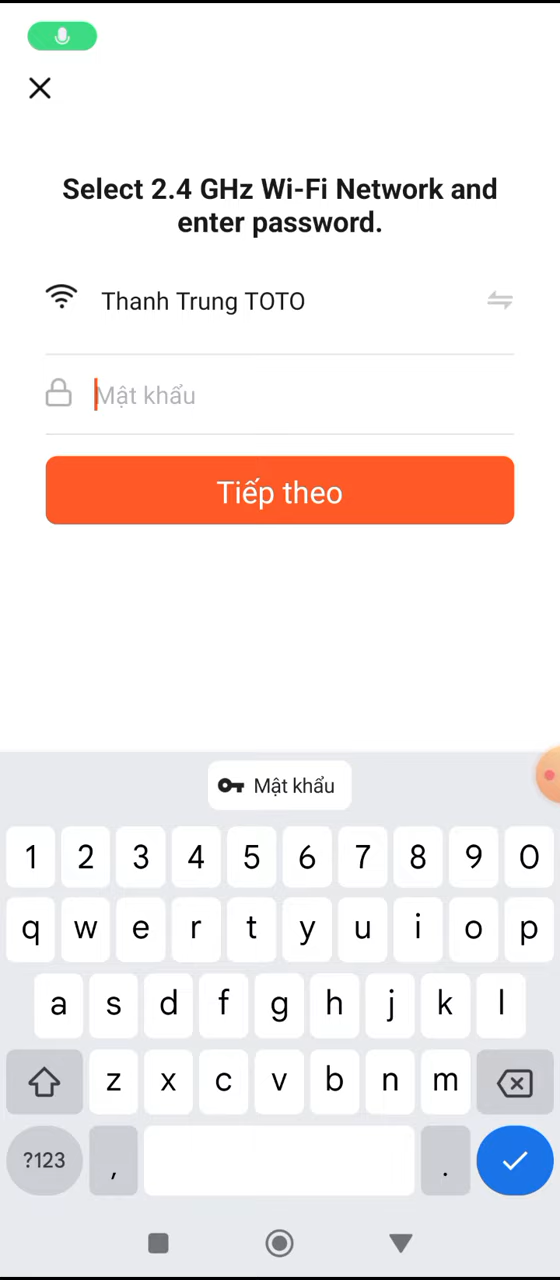 Select 2.4 GHz Wi-Fi Network and
enter password.
Thanh Trung TOTO
Mật khẩu
Tiếp theo
Mật khẩu
1 2 3 4 5 6 7 8 9 0
q w e r t y u i o p
a s d f g h j k l
z x c v b n m
?123 , .